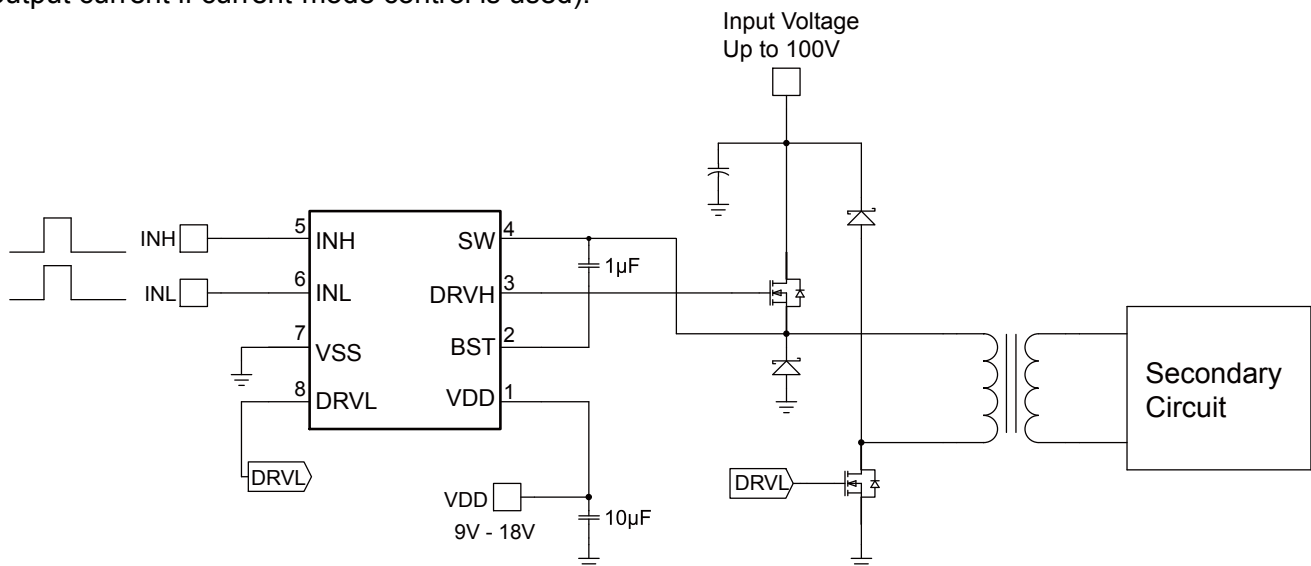 output current if current-mode control is used).
Input Voltage
Up to 100V
INH
5
INH
SW
4
1µF
INL
6
INL
DRVH
3
7
VSS
BST
2
8
DRVL
VDD
1
DRVL
VDD
9V - 18V
10µF
DRVL
Secondary
Circuit